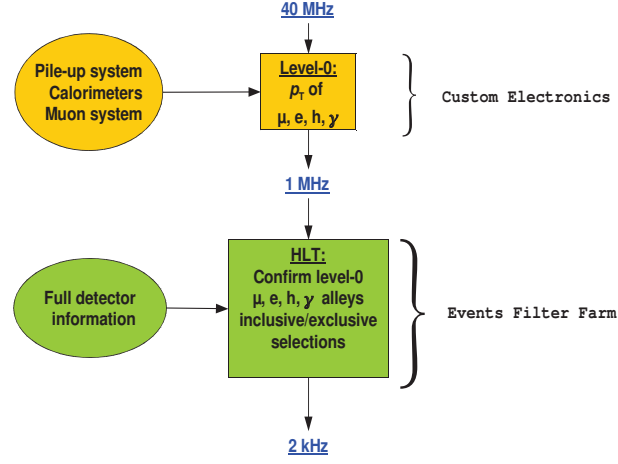 40 MHz
Pile-up system
Calorimeters
Muon system
Level-0:
pT of
μ, e, h, γ
Custom Electronics
1 MHz
HLT:
Confirm level-0
μ, e, h, γ alleys
inclusive/exclusive
selections
Full detector
information
Events Filter Farm
2 kHz